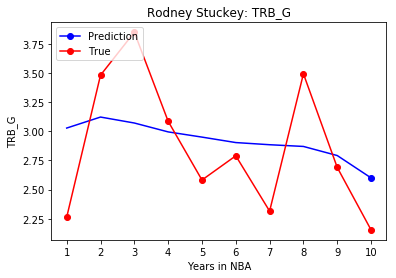 Rodney Stuckey: TRB_G
Prediction
True
3.75
3.50
3.25
3.00
2.75
2.50
2.25
TRB_G
1 2 3 4 5 6 7 8 9 10
Years in NBA